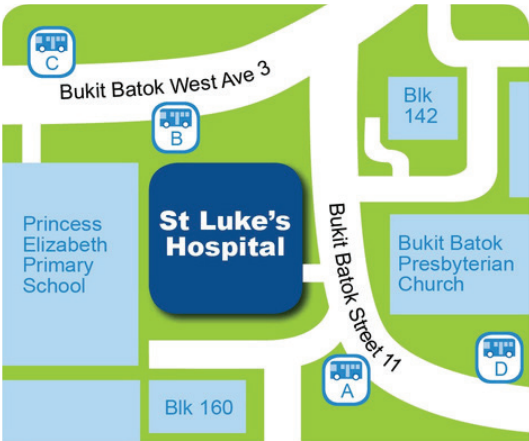 C
Bukit Batok West Ave 3
B
Blk
142
St Luke's
Hospital
Princess
Elizabeth
Primary
School
Bukit Batok Street 11
Bukit Batok
Presbyterian
Church
A
D
Blk 160